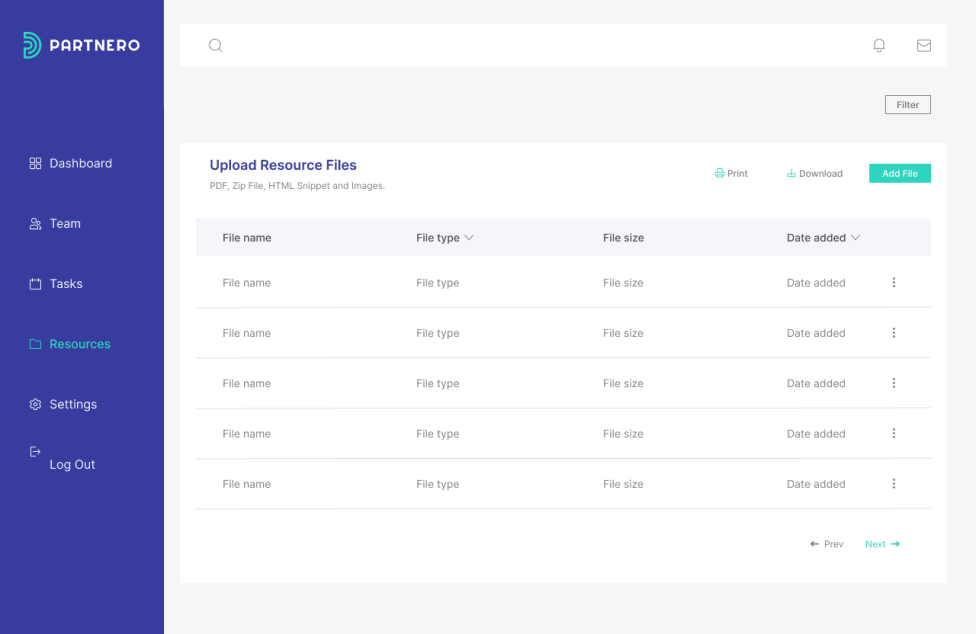 PARTNERO
Filter
Dashboard
Team
Tasks
Resources
Settings
Log Out
Upload Resource Files
PDF, Zip File, HTML Snippet and Images.
Print Download Add File
File name File type File size Date added
File name File type File size Date added
File name File type File size Date added
File name File type File size Date added
File name File type File size Date added
File name File type File size Date added
Prev Next